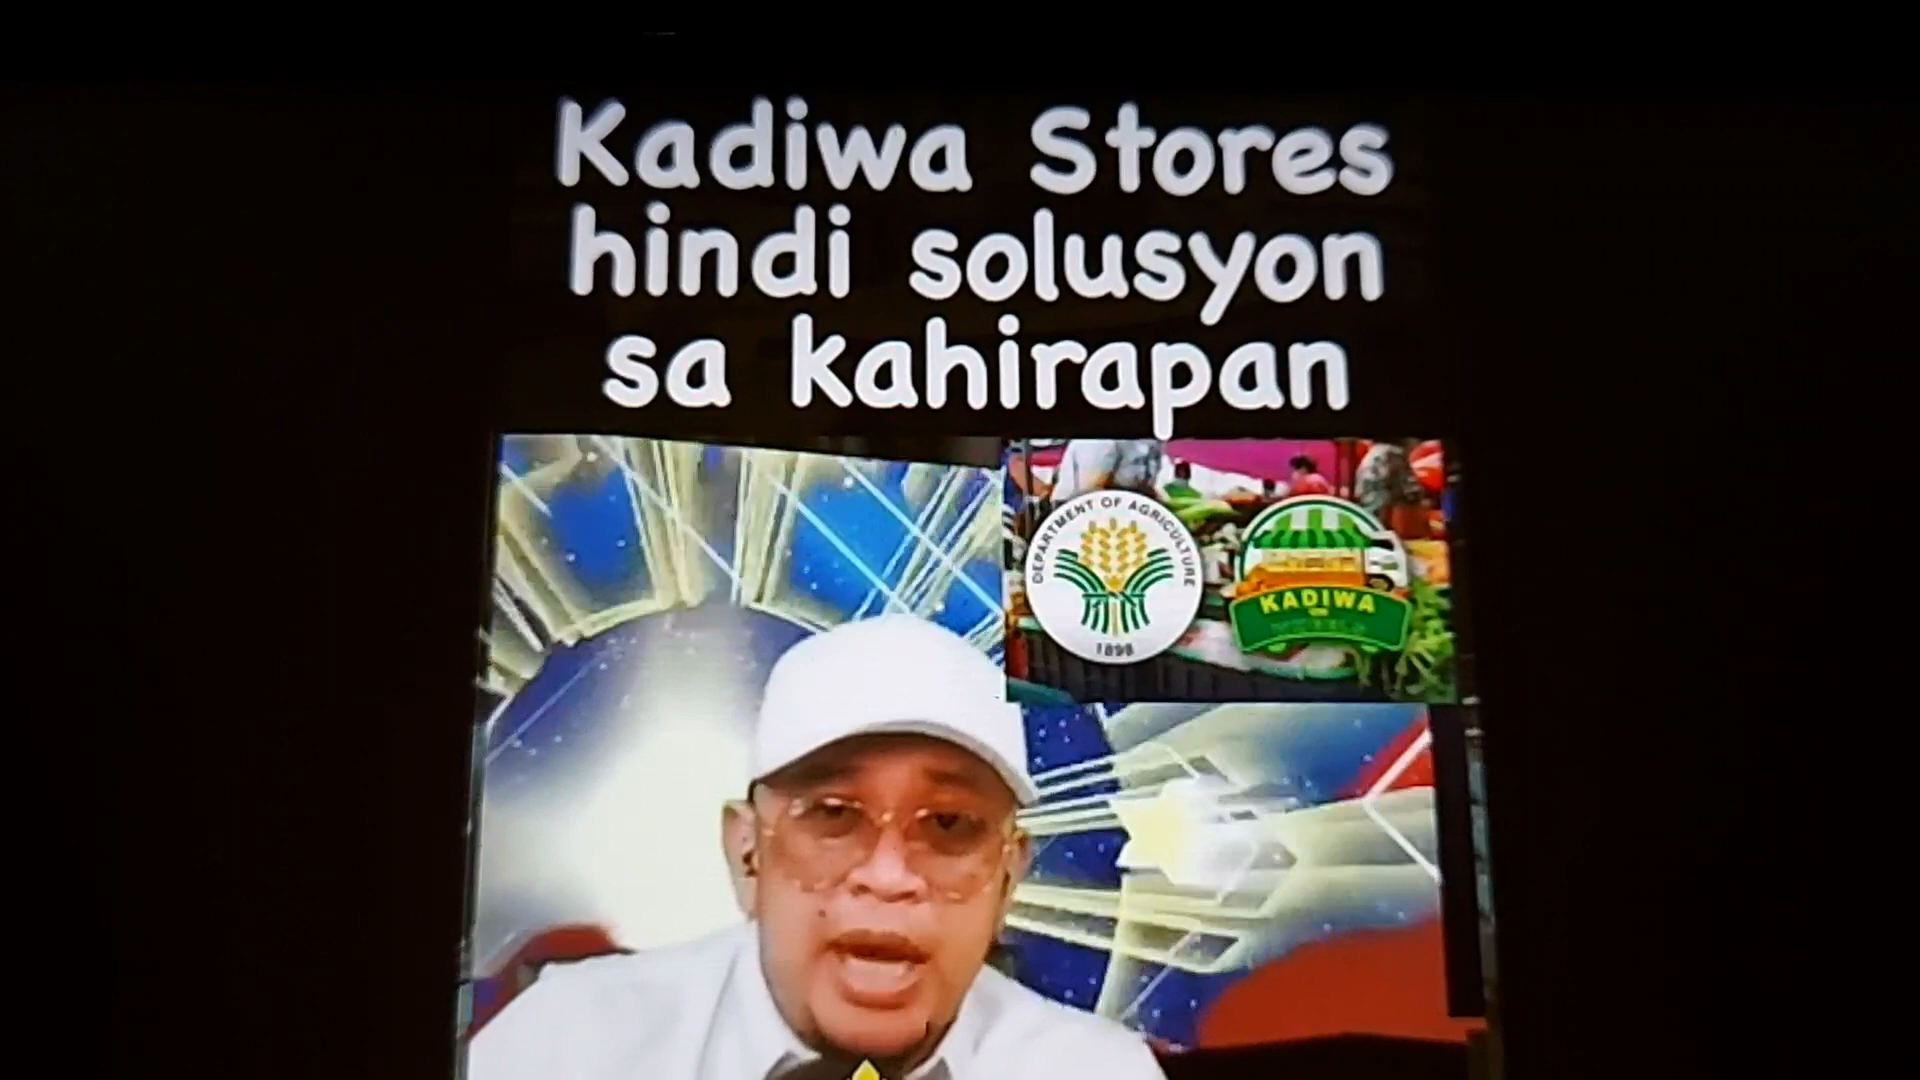 Kadiwa Stores
hindi solusyon
sa kahirapan
DEPARTMENT OF AGRICULTURE
1898
KADIWA